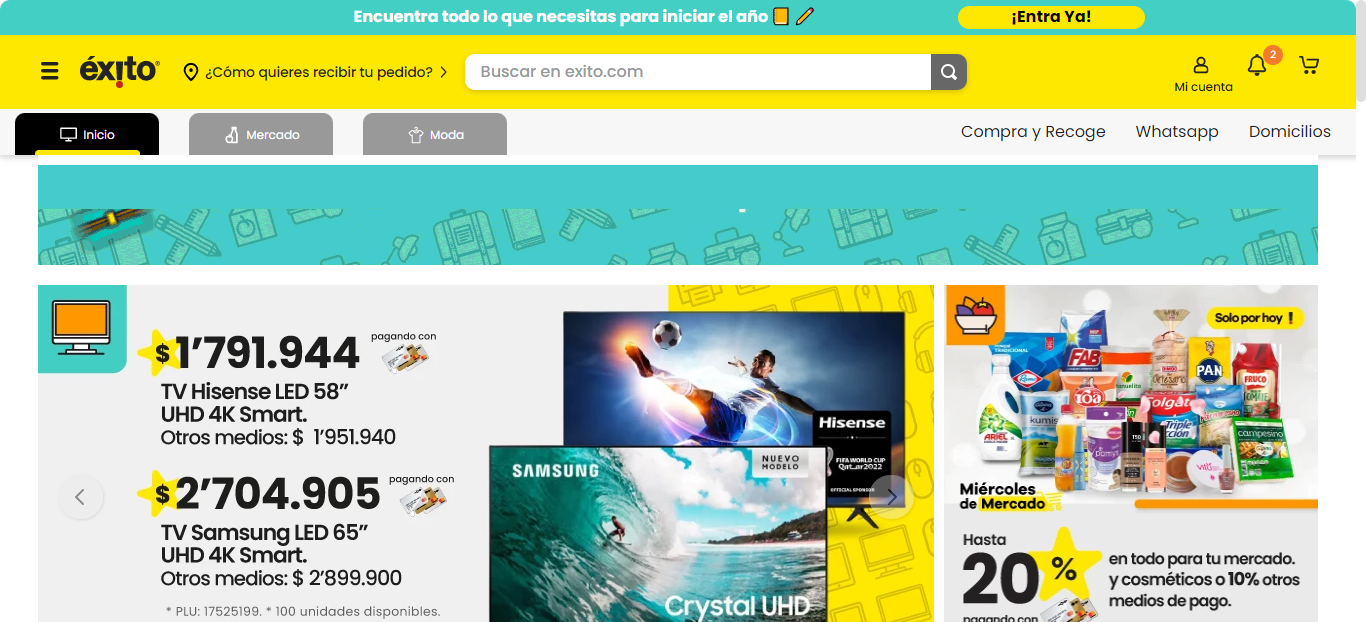 Encuentra todo lo que necesitas para iniciar el año
¡Entra Ya!
éxito
¿Cómo quieres recibir tu pedido?
Buscar en exito.com
Mi cuenta
2
Inicio
Mercado
Moda
Compra y Recoge
Whatsapp
Domicilios
$ 1’791.944
pagando con
TV Hisense LED 58”
UHD 4K Smart.
Otros medios: $ 1’951.940
$ 2’704.905
pagando con
TV Samsung LED 65”
UHD 4K Smart.
Otros medios: $ 2’899.900
* PLU: 17525199. * 100 unidades disponibles.
Hisense
FIFA WORLD CUP
Qatar2022
OFFICIAL SPONSOR
SAMSUNG
NUEVO
MODELO
Crystal UHD
Solo por hoy !
FAB
PAN
FRUCO
ARIEL
kumis
Colgate
Triple
Acción
campesino
Miércoles
de Mercado
Hasta
20%
en todo para tu mercado.
y cosméticos o 10% otros
medios de pago.
pagando con